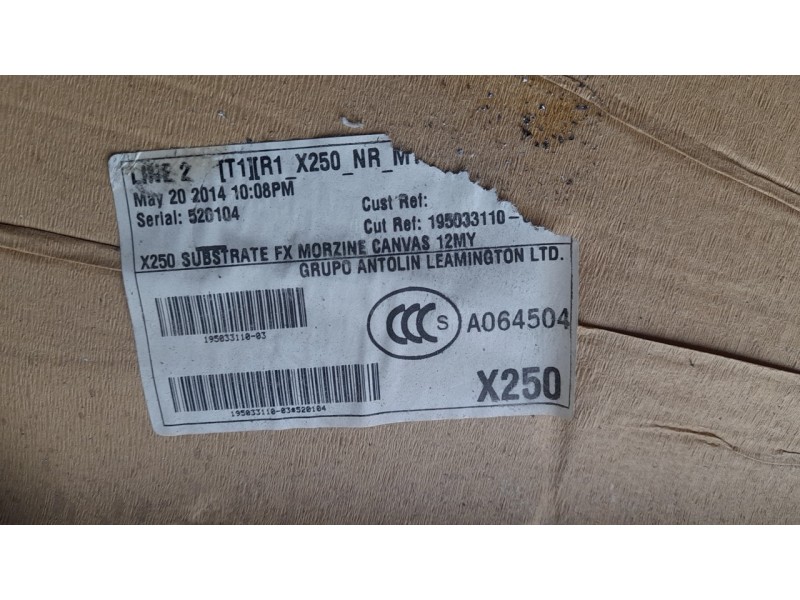 LINE 2 [T1][R1_X250_NR_M
May 20 2014 10:08PM
Serial: 520104
Cust Ref:
Cut Ref: 195033110-
X250 SUBSTRATE FX MORZINE CANVAS 12MY
GRUPO ANTOLIN LEAMINGTON LTD.
195033110-03
CCC S A064504
195033110-03#520104
X250